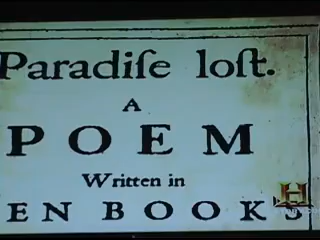 Paradiſe loſt.
A
POEM
Written in
EN BOOKS
H